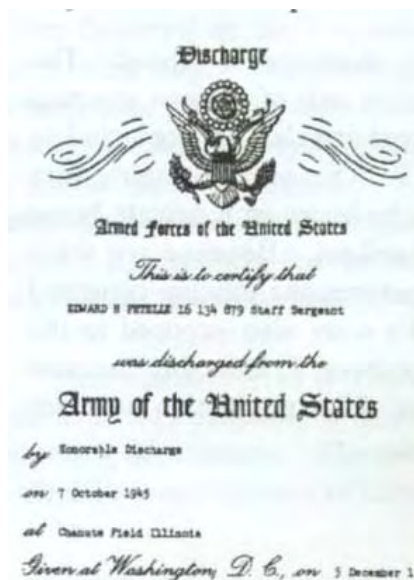 Discharge
Armed Forces of the United States
This is to certify that
EDWARD H PETELLE 16 134 879 Staff Sergeant
was discharged from the
Army of the United States
by Honorable Discharge
on 7 October 1945
at Chanute Field Illinois
Given at Washington, D. C., on 5 December 1